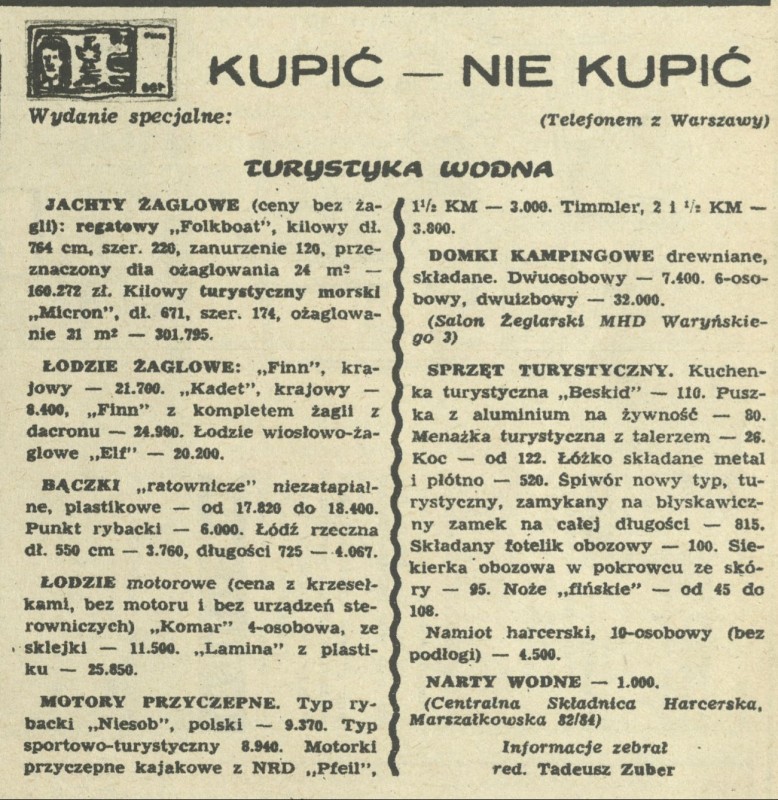 KUPIĆ — NIE KUPIĆ
Wydanie specjalne:
(Telefonem z Warszawy)
TURYSTYKA WODNA
JACHTY ŻAGLOWE (ceny bez ża-
gli): regatowy „Folkboat”, kilowy dł.
764 cm, szer. 220, zanurzenie 120, prze-
znaczony dla ożaglowania 24 m² —
160.272 zł. Kilowy turystyczny morski
„Micron”, dł. 671, szer. 174, ożaglowa-
nie 21 m² — 301.795.
ŁODZIE ŻAGLOWE: „Finn”, kra-
jowy — 21.700. „Kadet”, krajowy —
8.400, „Finn” z kompletem żagli z
dacronu — 24.980. Łodzie wiosłowo-ża-
glowe „Elf” — 20.200.
BĄCZKI „ratownicze” niezatapial-
ne, plastikowe — od 17.820 do 18.400.
Punkt rybacki — 6.000. Łódź rzeczna
dł. 550 cm — 3.760, długości 725 — 4.067.
ŁODZIE motorowe (cena z krzeseł-
kami, bez motoru i bez urządzeń ste-
rowniczych) „Komar” 4-osobowa, ze
sklejki — 11.500. „Lamina” z plasti-
ku — 25.850.
MOTORY PRZYCZEPNE. Typ ry-
backi „Niesob”, polski — 9.370. Typ
sportowo-turystyczny 8.940. Motorki
przyczepne kajakowe z NRD „Pfeil”,
1½ KM — 3.000. Timmler, 2 i ½ KM —
3.800.
DOMKI KAMPINGOWE drewniane,
składane. Dwuosobowy — 7.400. 6-oso-
bowy, dwuizbowy — 32.000.
(Salon Żeglarski MHD Waryńskie-
go 3)
SPRZĘT TURYSTYCZNY. Kuchen-
ka turystyczna „Beskid” — 110. Pusz-
ka z aluminium na żywność — 80.
Menażka turystyczna z talerzem — 26.
Koc — od 122. Łóżko składane metal
i płótno — 520. Śpiwór nowy typ, tu-
rystyczny, zamykany na błyskawicz-
ny zamek na całej długości — 815.
Składany fotelik obozowy — 100. Sie-
kierka obozowa w pokrowcu ze skó-
ry — 95. Noże „fińskie” — od 45 do
108.
Namiot harcerski, 10-osobowy (bez
podłogi) — 4.500.
NARTY WODNE — 1.000.
(Centralna Składnica Harcerska,
Marszałkowska 82/84)
Informacje zebrał
red. Tadeusz Zuber